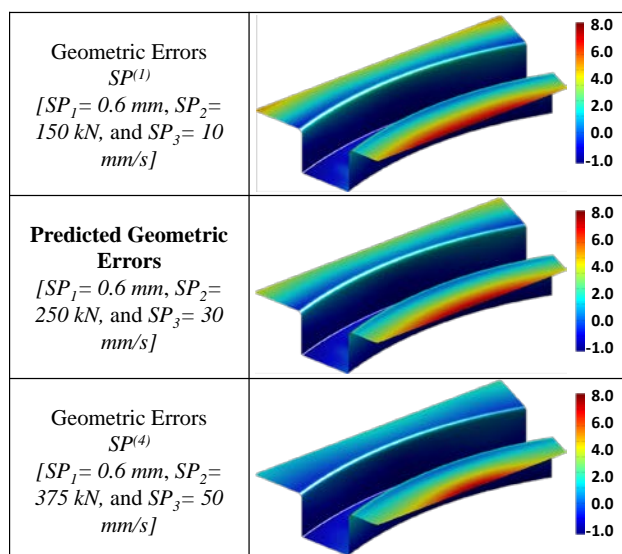 Geometric Errors
SP(1)
[SP1= 0.6 mm, SP2=
150 kN, and SP3= 10
mm/s]
8.0
6.0
4.0
2.0
0.0
-1.0
Predicted Geometric
Errors
[SP1= 0.6 mm, SP2=
250 kN, and SP3= 30
mm/s]
8.0
6.0
4.0
2.0
0.0
-1.0
Geometric Errors
SP(4)
[SP1= 0.6 mm, SP2=
375 kN, and SP3= 50
mm/s]
8.0
6.0
4.0
2.0
0.0
-1.0